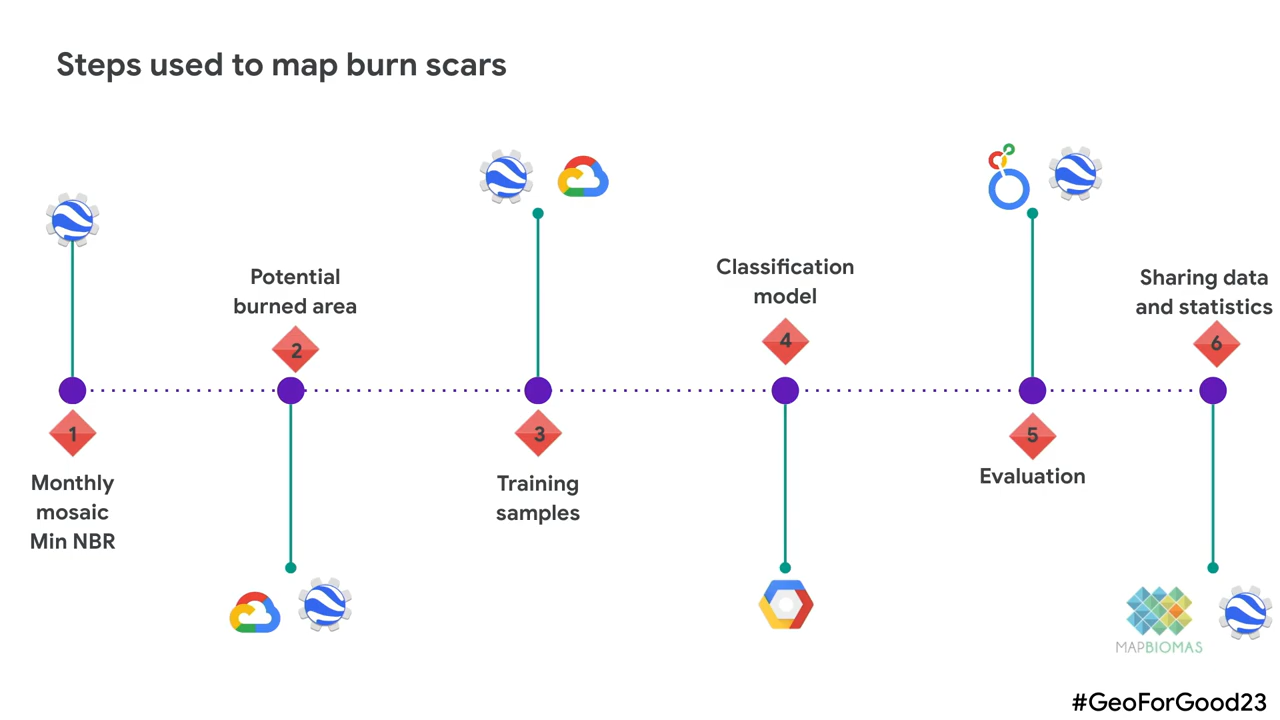 Steps used to map burn scars
1
Monthly
mosaic
Min NBR
Potential
burned area
2
3
Training
samples
Classification
model
4
5
Evaluation
Sharing data
and statistics
6
MAPBIOMAS
#GeoForGood23